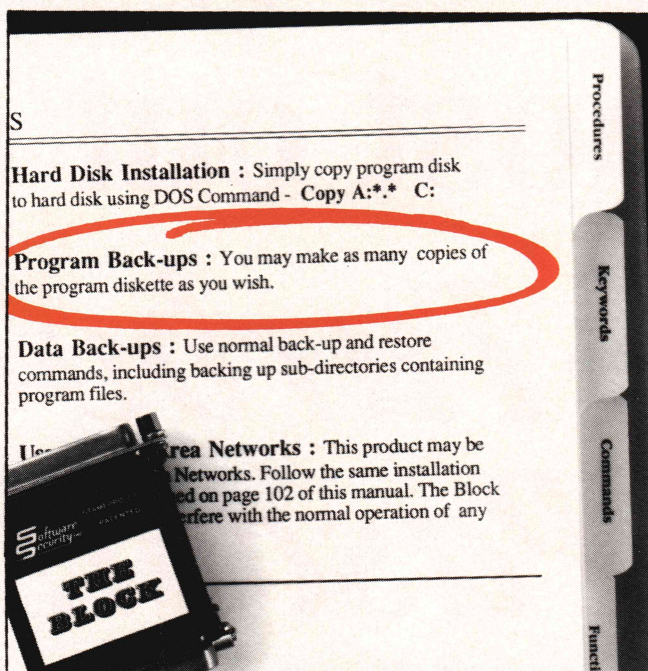 S
Hard Disk Installation : Simply copy program disk
to hard disk using DOS Command - Copy A:*.* C:
Program Back-ups : You may make as many copies of
the program diskette as you wish.
Data Back-ups : Use normal back-up and restore
commands, including backing up sub-directories containing
program files.
Us rea Networks : This product may be
Networks. Follow the same installation
ed on page 102 of this manual. The Block
erfere with the normal operation of any
Software
Security
PATENTED
THE
BLOCK
Procedures
Keywords
Commands
Functi